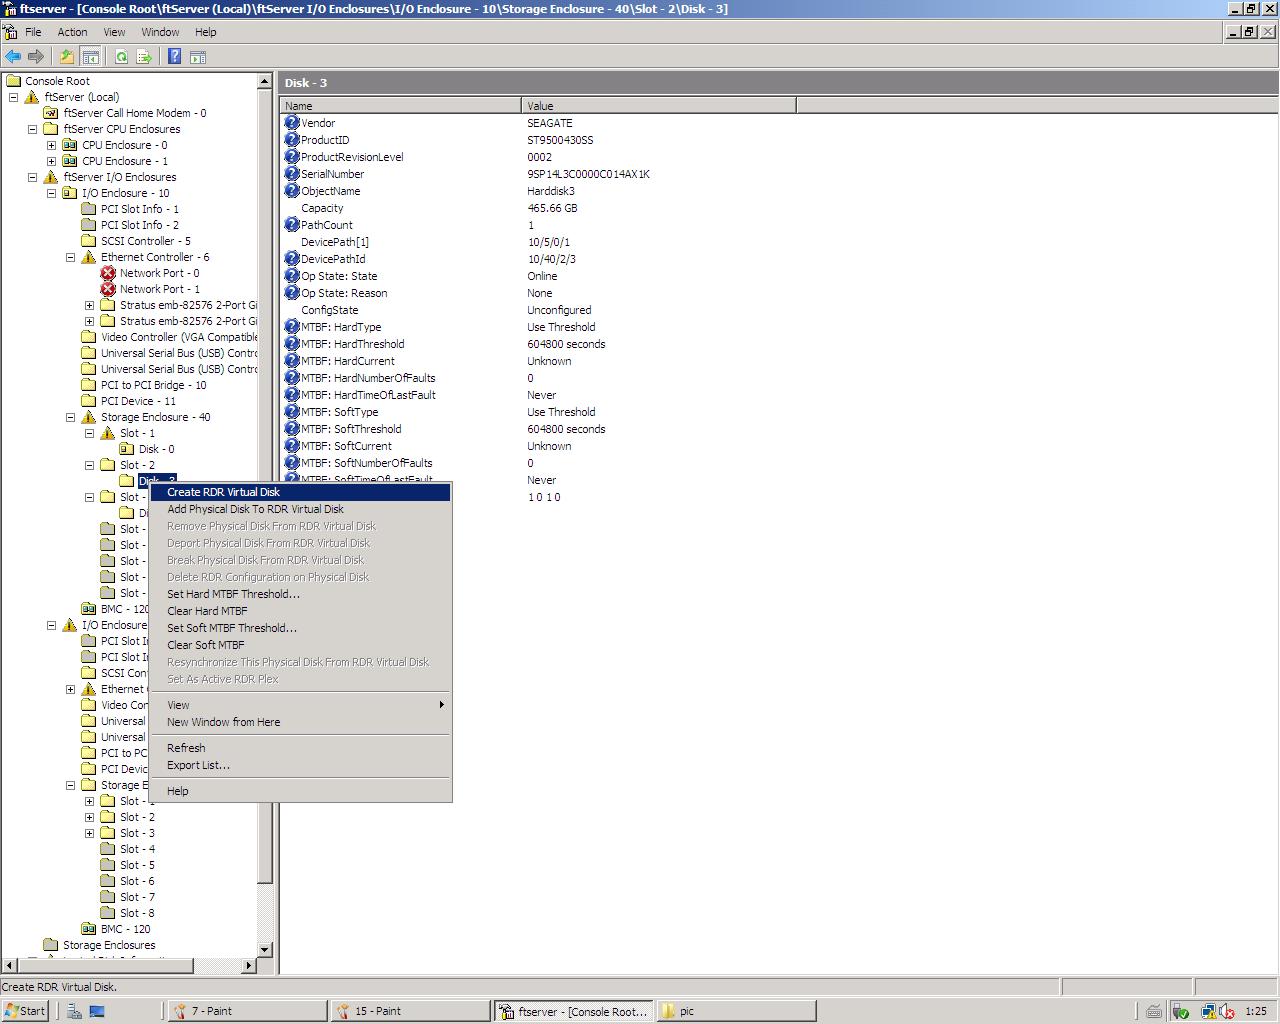 ftserver - [Console Root\ftServer (Local)\ftServer I/O Enclosures\I/O Enclosure - 10\Storage Enclosure - 40\Slot - 2\Disk - 3]
File Action View Window Help
Console Root
ftServer (Local)
ftServer Call Home Modem - 0
ftServer CPU Enclosures
CPU Enclosure - 0
CPU Enclosure - 1
ftServer I/O Enclosures
I/O Enclosure - 10
PCI Slot Info - 1
PCI Slot Info - 2
SCSI Controller - 5
Ethernet Controller - 6
Network Port - 0
Network Port - 1
Stratus emb-82576 2-Port Gi
Stratus emb-82576 2-Port Gi
Video Controller (VGA Compatible
Universal Serial Bus (USB) Contro
Universal Serial Bus (USB) Contro
PCI to PCI Bridge - 10
PCI Device - 11
Storage Enclosure - 40
Slot - 1
Disk - 0
Slot - 2
Disk - 3
Slot -
Di
Slot -
Slot -
Slot -
Slot -
Slot -
BMC - 120
I/O Enclosure
PCI Slot In
PCI Slot In
SCSI Con
Ethernet
Video Con
Universal
Universal
PCI to PC
PCI Devic
Storage E
Slot - 1
Slot - 2
Slot - 3
Slot - 4
Slot - 5
Slot - 6
Slot - 7
Slot - 8
BMC - 120
Storage Enclosures
Disk - 3
Name Value
Vendor SEAGATE
ProductID ST9500430SS
ProductRevisionLevel 0002
SerialNumber 9SP14L3C0000C014AX1K
ObjectName Harddisk3
Capacity 465.66 GB
PathCount 1
DevicePath[1] 10/5/0/1
DevicePathId 10/40/2/3
Op State: State Online
Op State: Reason None
ConfigState Unconfigured
MTBF: HardType Use Threshold
MTBF: HardThreshold 604800 seconds
MTBF: HardCurrent Unknown
MTBF: HardNumberOfFaults 0
MTBF: HardTimeOfLastFault Never
MTBF: SoftType Use Threshold
MTBF: SoftThreshold 604800 seconds
MTBF: SoftCurrent Unknown
MTBF: SoftNumberOfFaults 0
MTBF: SoftTimeOfLastFault Never
1 0 1 0
Create RDR Virtual Disk
Add Physical Disk To RDR Virtual Disk
Remove Physical Disk From RDR Virtual Disk
Deport Physical Disk From RDR Virtual Disk
Break Physical Disk From RDR Virtual Disk
Delete RDR Configuration on Physical Disk
Set Hard MTBF Threshold...
Clear Hard MTBF
Set Soft MTBF Threshold...
Clear Soft MTBF
Resynchronize This Physical Disk From RDR Virtual Disk
Set As Active RDR Plex
View
New Window from Here
Refresh
Export List...
Help
Create RDR Virtual Disk.
Start 7 - Paint 15 - Paint ftserver - [Console Root... pic 1:25